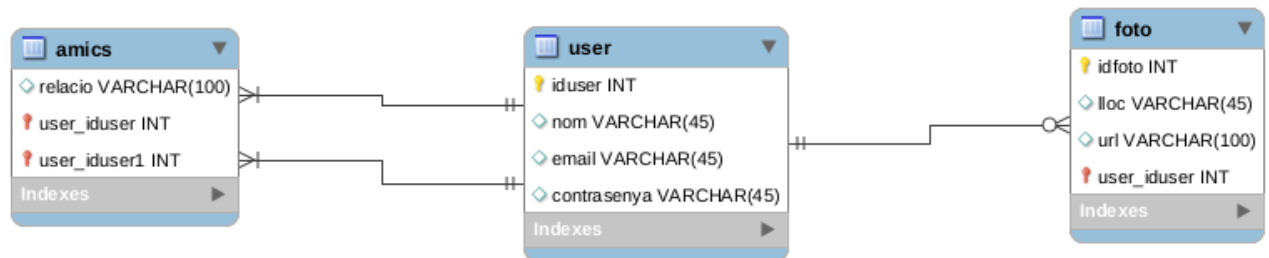 amics
relacio VARCHAR(100)
user_iduser INT
user_iduser1 INT
Indexes
user
iduser INT
nom VARCHAR(45)
email VARCHAR(45)
contrasenya VARCHAR(45)
Indexes
foto
idfoto INT
lloc VARCHAR(45)
url VARCHAR(100)
user_iduser INT
Indexes